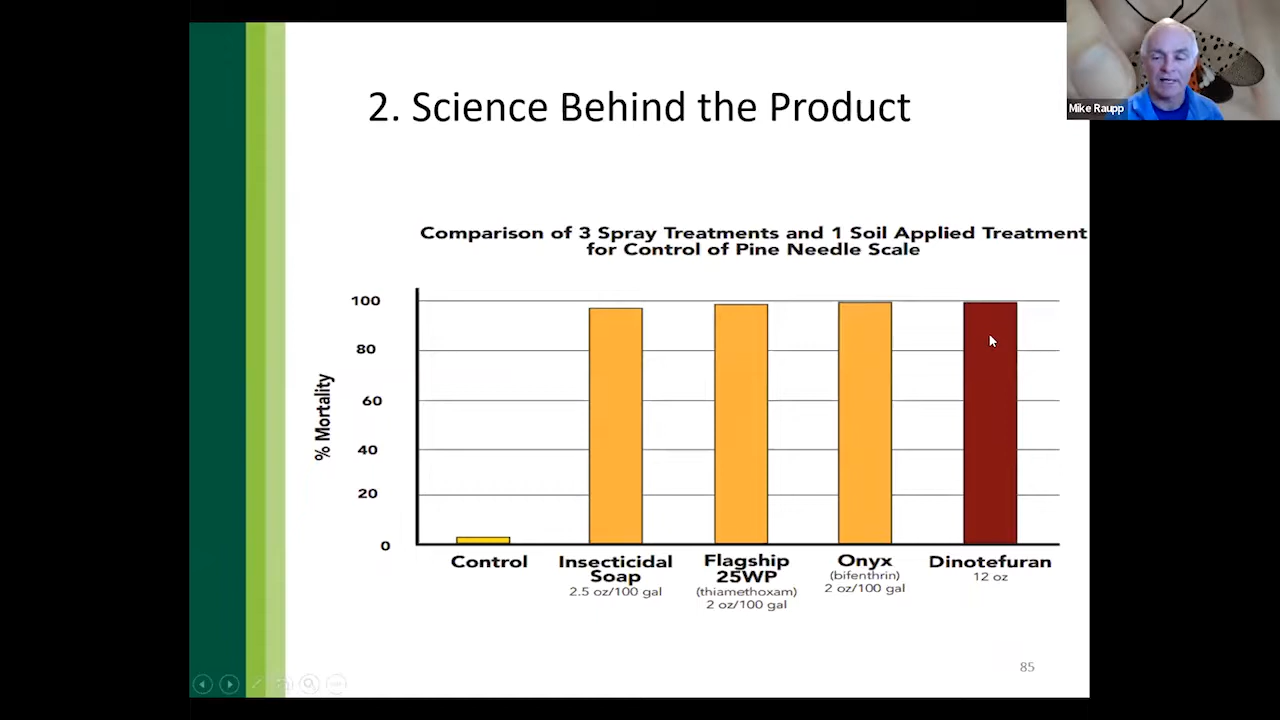 Mike Raupp
2. Science Behind the Product
Comparison of 3 Spray Treatments and 1 Soil Applied Treatment
for Control of Pine Needle Scale
% Mortality
100
80
60
40
20
0
Control
Insecticidal
Soap
2.5 oz/100 gal
Flagship
25WP
(thiamethoxam)
2 oz/100 gal
Onyx
(bifenthrin)
2 oz/100 gal
Dinotefuran
12 oz
85